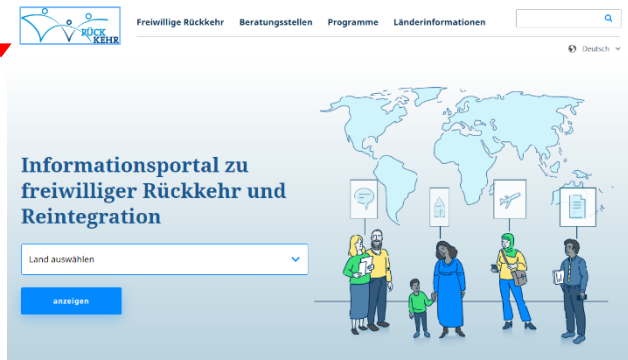 RÜCK
KEHR
Freiwillige Rückkehr Beratungsstellen Programme Länderinformationen
Deutsch
Informationsportal zu
freiwilliger Rückkehr und
Reintegration
Land auswählen
anzeigen